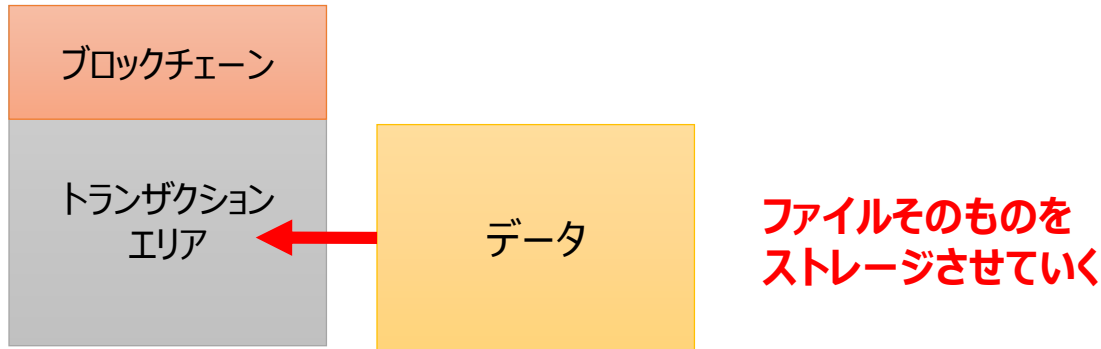 ブロックチェーン
トランザクション
エリア
データ
ファイルそのものを
ストレージさせていく